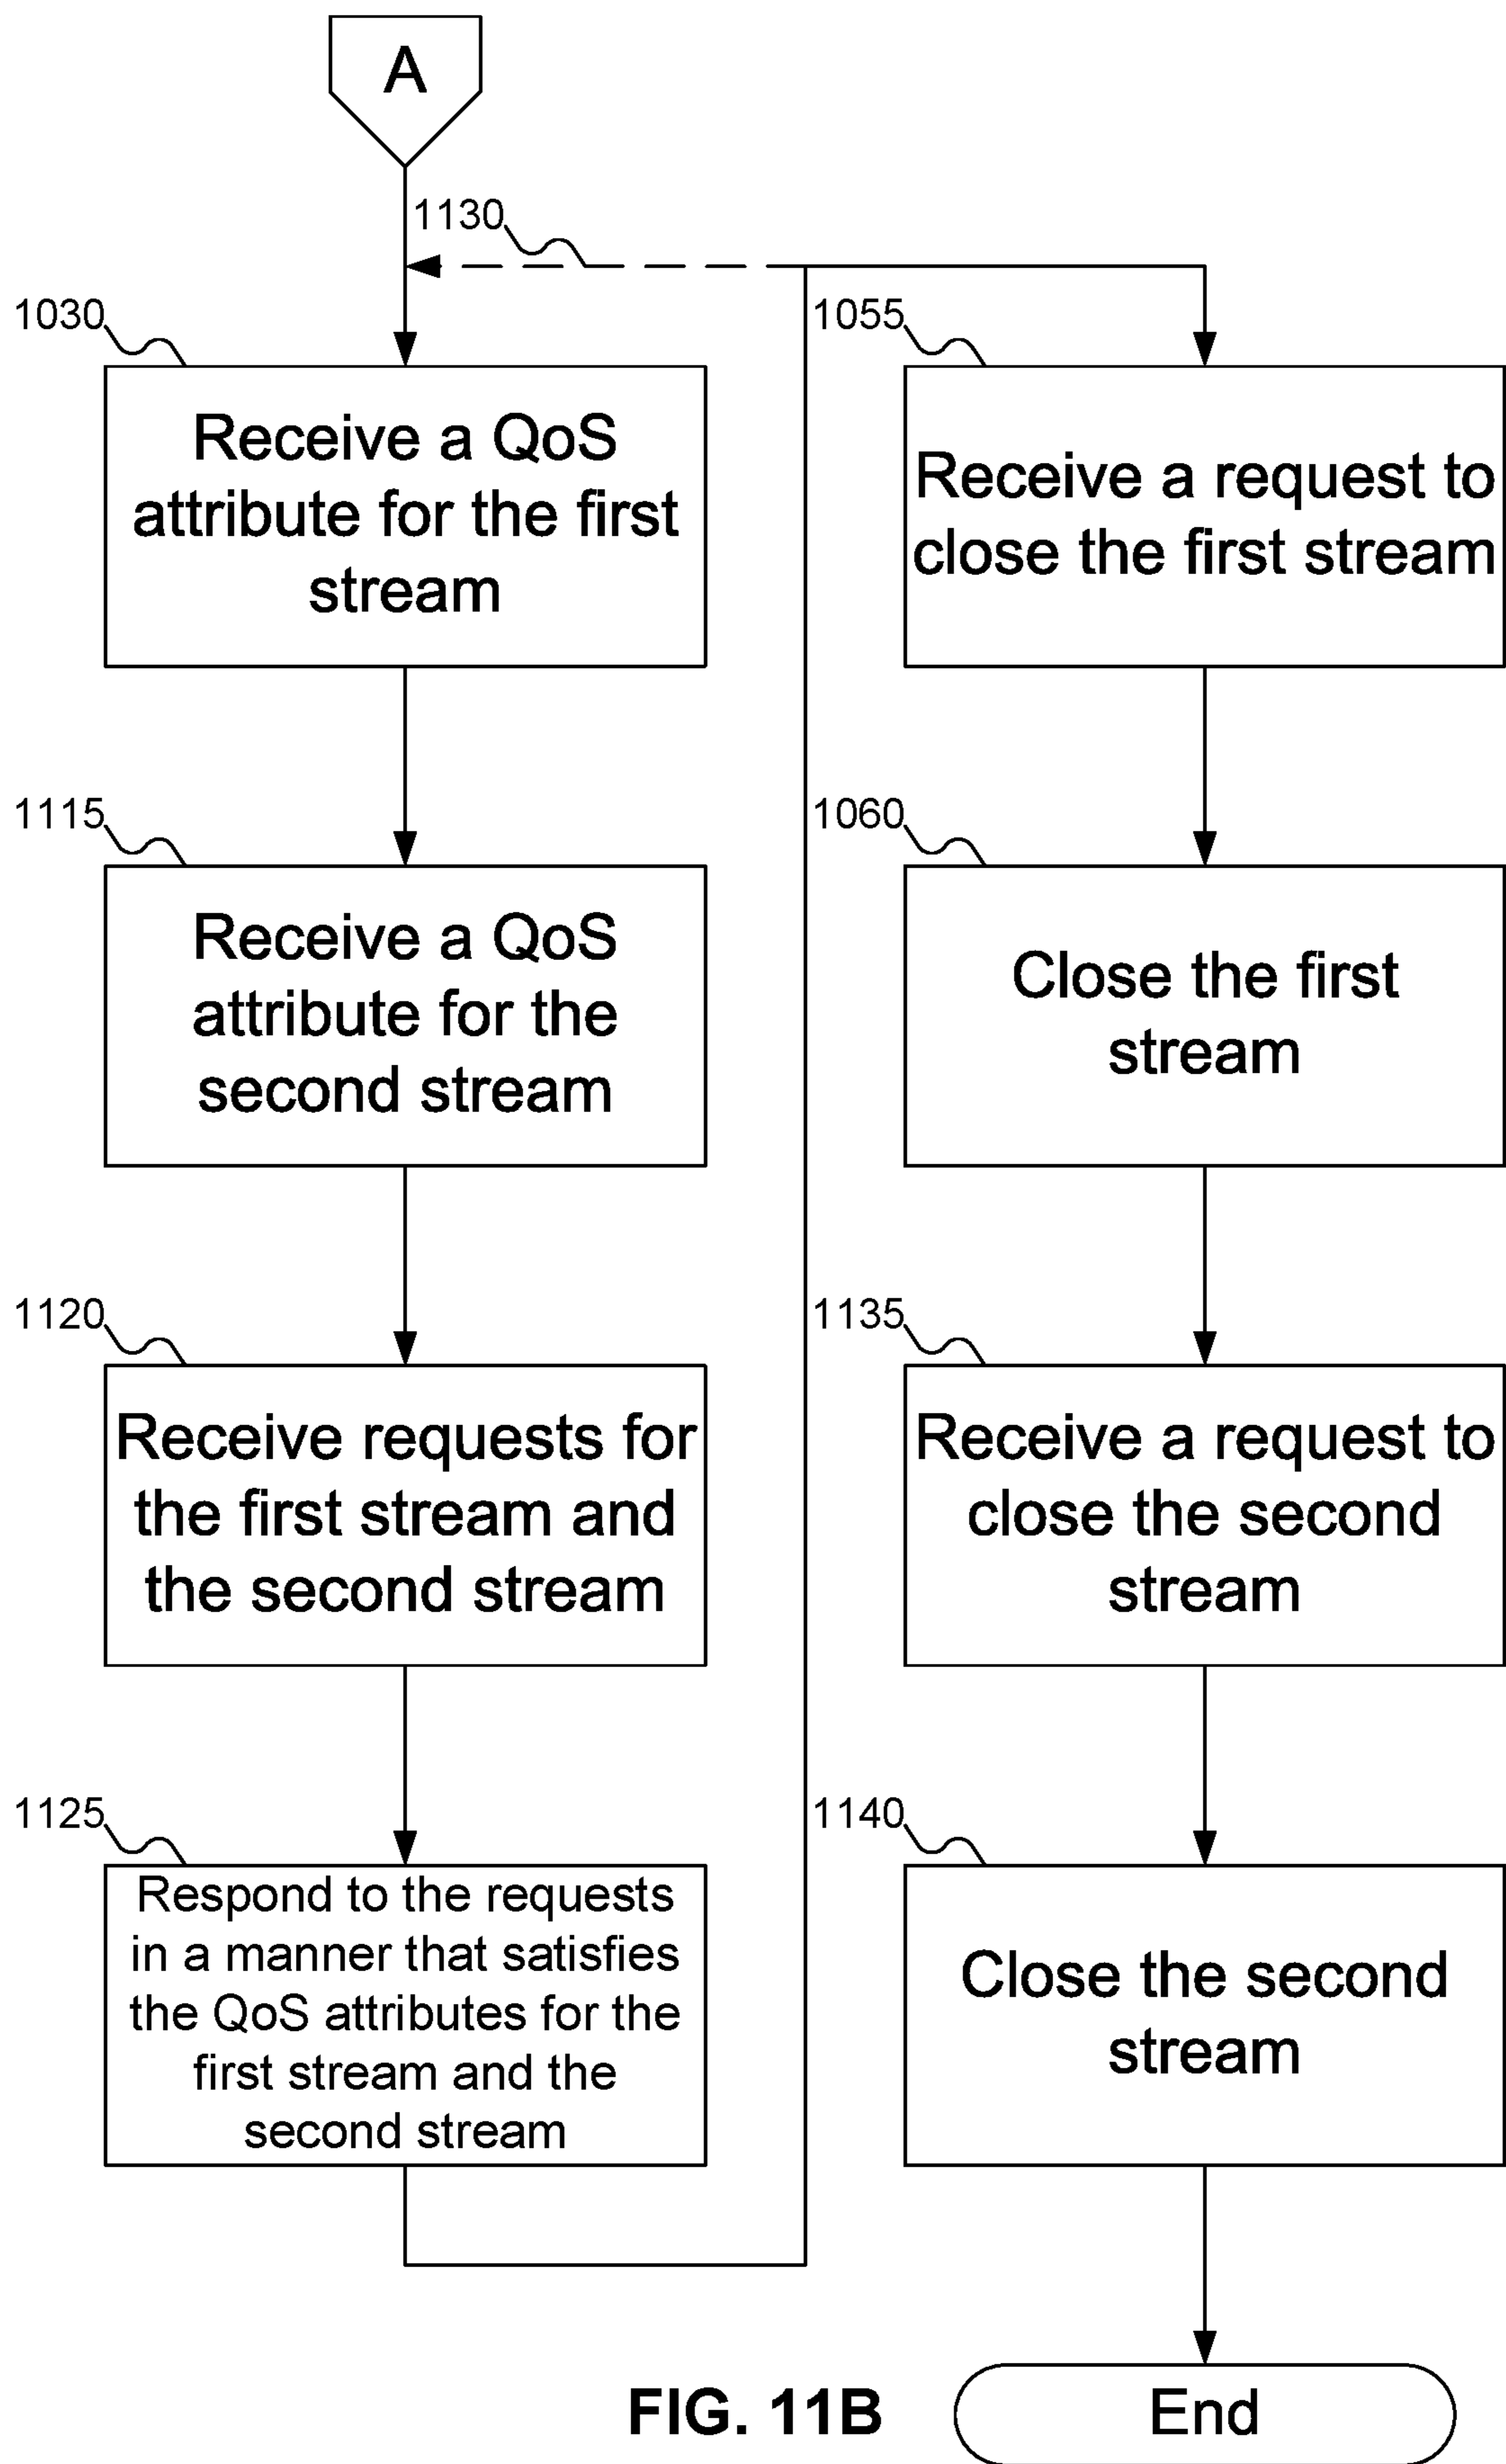 A
1130
1030
Receive a QoS
attribute for the first
stream
1115
Receive a QoS
attribute for the
second stream
1120
Receive requests for
the first stream and
the second stream
1125
Respond to the requests
in a manner that satisfies
the QoS attributes for the
first stream and the
second stream
1055
Receive a request to
close the first stream
1060
Close the first
stream
1135
Receive a request to
close the second
stream
1140
Close the second
stream
End
FIG. 11B